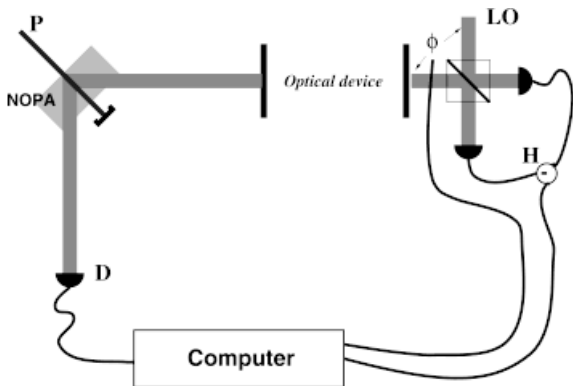 P
LO
ϕ
NOPA
Optical device
H
-
D
Computer